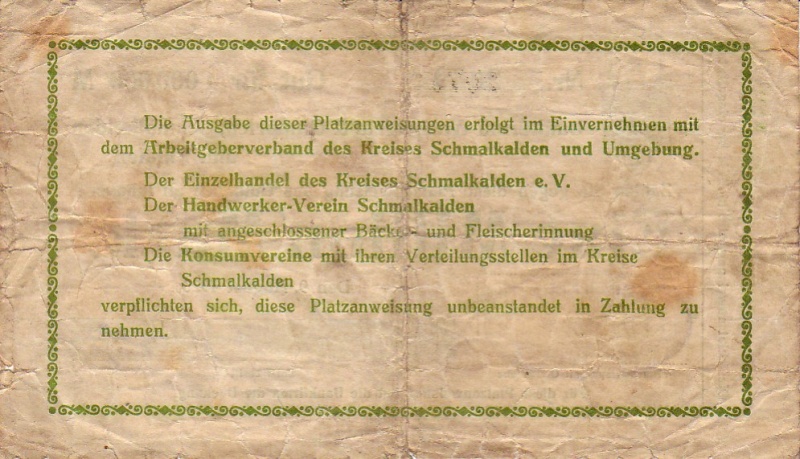 Die Ausgabe dieser Platzanweisungen erfolgt im Einvernehmen mit
dem Arbeitgeberverband des Kreises Schmalkalden und Umgebung.
Der Einzelhandel des Kreises Schmalkalden e. V.
Der Handwerker-Verein Schmalkalden
mit angeschlossener Bäcker- und Fleischerinnung
Die Konsumvereine mit ihren Verteilungsstellen im Kreise
Schmalkalden
verpflichten sich, diese Platzanweisung unbeanstandet in Zahlung zu
nehmen.